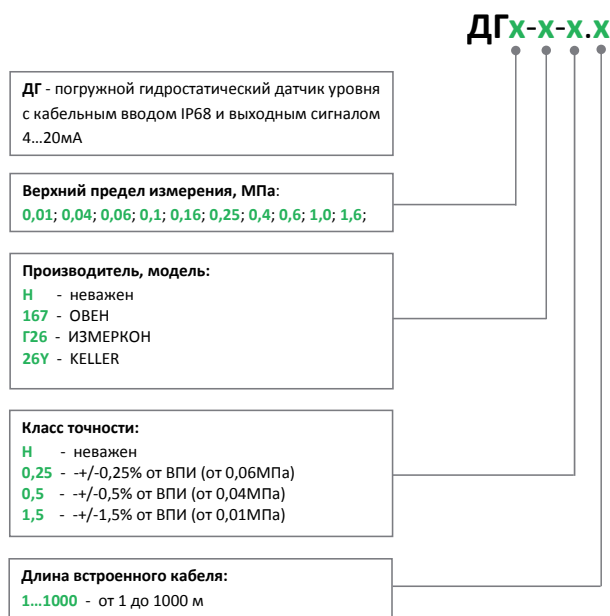 ДГх-х-х.х
ДГ - погружной гидростатический датчик уровня
с кабельным вводом IP68 и выходным сигналом
4...20мА
Верхний предел измерения, МПа:
0,01; 0,04; 0,06; 0,1; 0,16; 0,25; 0,4; 0,6; 1,0; 1,6;
Производитель, модель:
Н - неважен
167 - ОВЕН
Г26 - ИЗМЕРКОН
26Y - KELLER
Класс точности:
Н - неважен
0,25 - -+/-0,25% от ВПИ (от 0,06МПа)
0,5 - -+/-0,5% от ВПИ (от 0,04МПа)
1,5 - -+/-1,5% от ВПИ (от 0,01МПа)
Длина встроенного кабеля:
1...1000 - от 1 до 1000 м